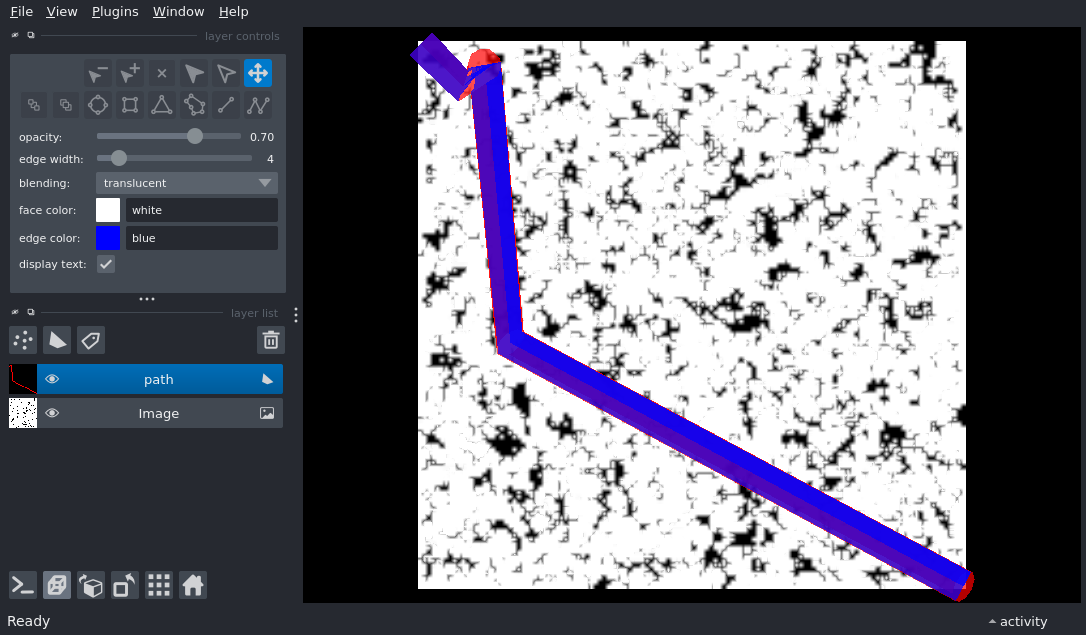 File View Plugins Window Help
layer controls
opacity: 0.70
edge width: 4
blending: translucent
face color: white
edge color: blue
display text:
layer list
path
Image
Ready activity